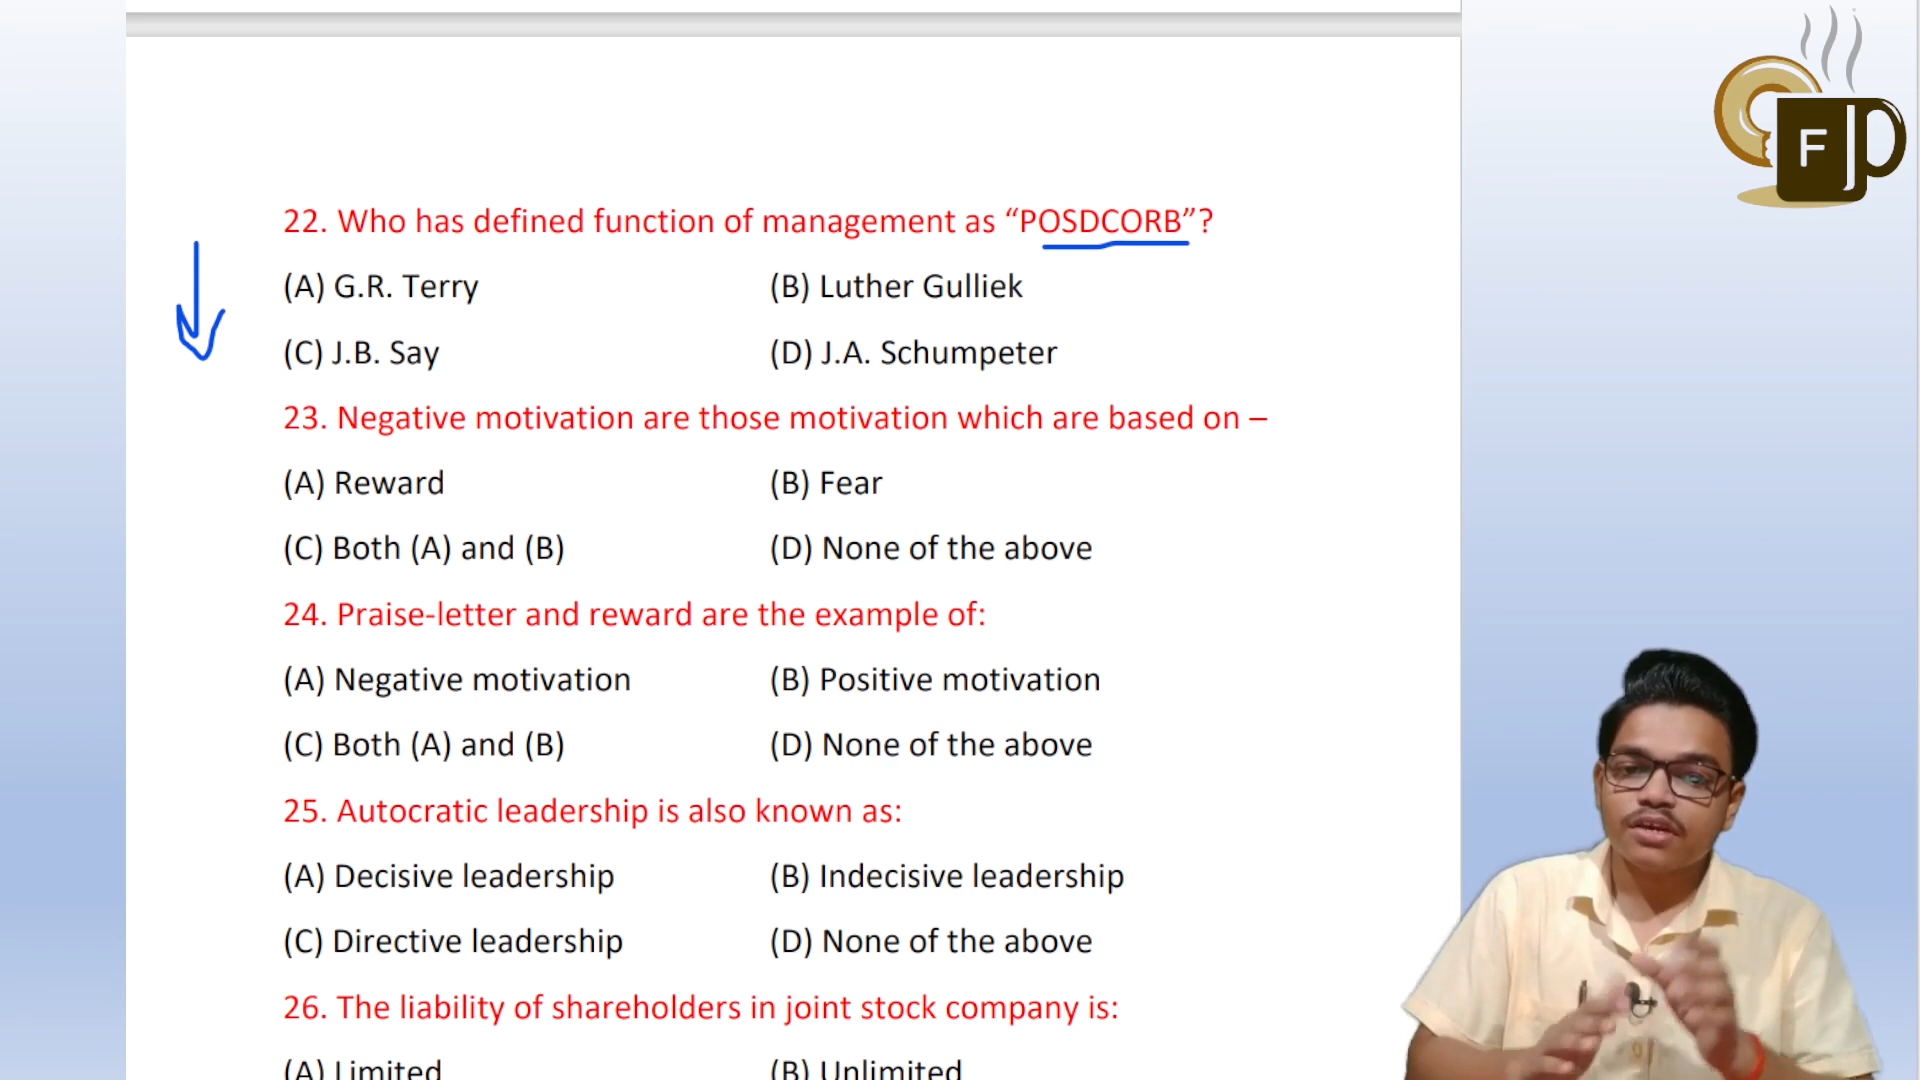 FJ
22. Who has defined function of management as “POSDCORB”?
(A) G.R. Terry (B) Luther Gulliek
(C) J.B. Say (D) J.A. Schumpeter
23. Negative motivation are those motivation which are based on –
(A) Reward (B) Fear
(C) Both (A) and (B) (D) None of the above
24. Praise-letter and reward are the example of:
(A) Negative motivation (B) Positive motivation
(C) Both (A) and (B) (D) None of the above
25. Autocratic leadership is also known as:
(A) Decisive leadership (B) Indecisive leadership
(C) Directive leadership (D) None of the above
26. The liability of shareholders in joint stock company is:
(A) Limited (B) Unlimited